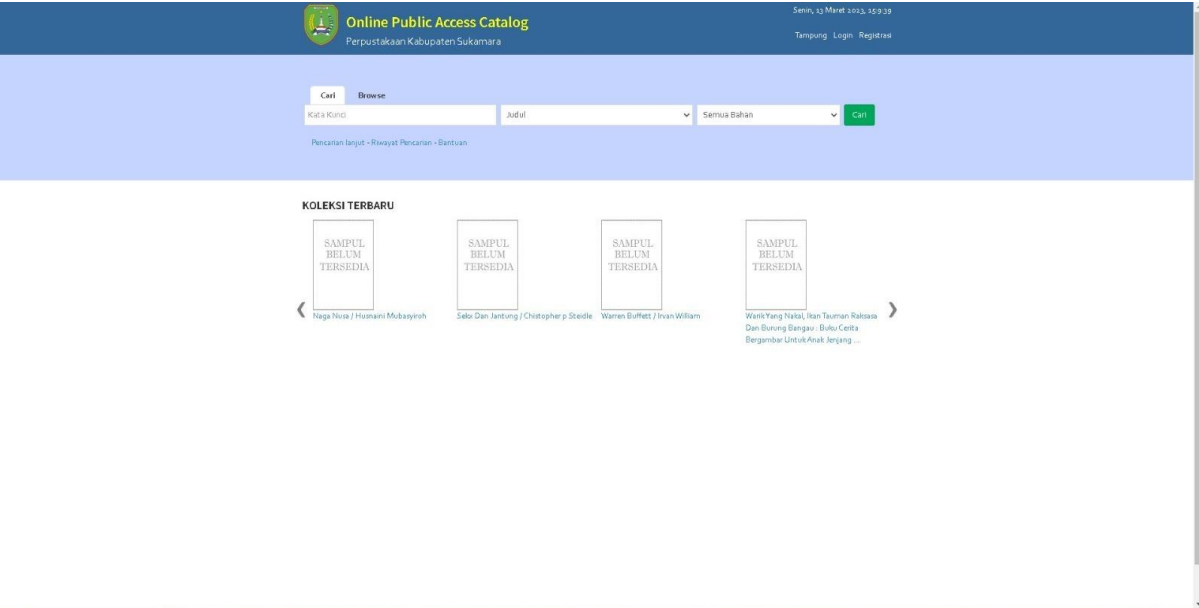 Online Public Access Catalog
Perpustakaan Kabupaten Sukamara
Senin, 13 Maret 2023, 15:9:39
Tampung Login Registrasi
Cari Browse
Kata Kunci Judul Semua Bahan Cari
Pencarian lanjut - Riwayat Pencarian - Bantuan
KOLEKSI TERBARU
SAMPUL
BELUM
TERSEDIA
SAMPUL
BELUM
TERSEDIA
SAMPUL
BELUM
TERSEDIA
SAMPUL
BELUM
TERSEDIA
Naga Nusa / Husnaini Mubasyiroh
Seks Dan Jantung / Chistopher p Steidle
Warren Buffett / Irvan William
Warik Yang Nakal, Ikan Tauman Raksasa
Dan Burung Bangau : Buku Cerita
Bergambar Untuk Anak Jenjang ...